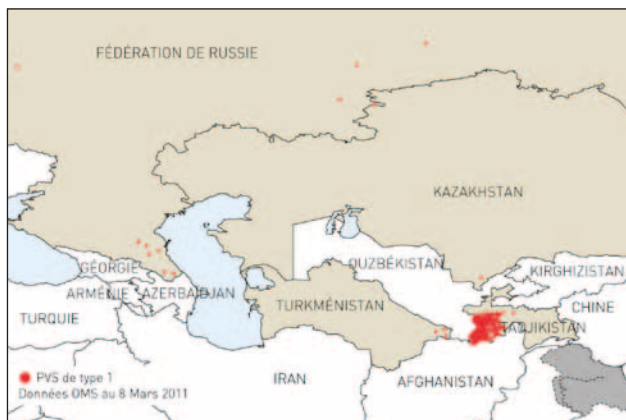 FÉDÉRATION DE RUSSIE
KAZAKHSTAN
GÉORGIE
OUZBÉKISTAN
KIRGHIZISTAN
ARMÉNIE
AZERBAÏDJAN
TURKMÉNISTAN
CHINE
TURQUIE
TADJIKISTAN
IRAN
AFGHANISTAN
PVS de type 1
Données OMS au 8 Mars 2011